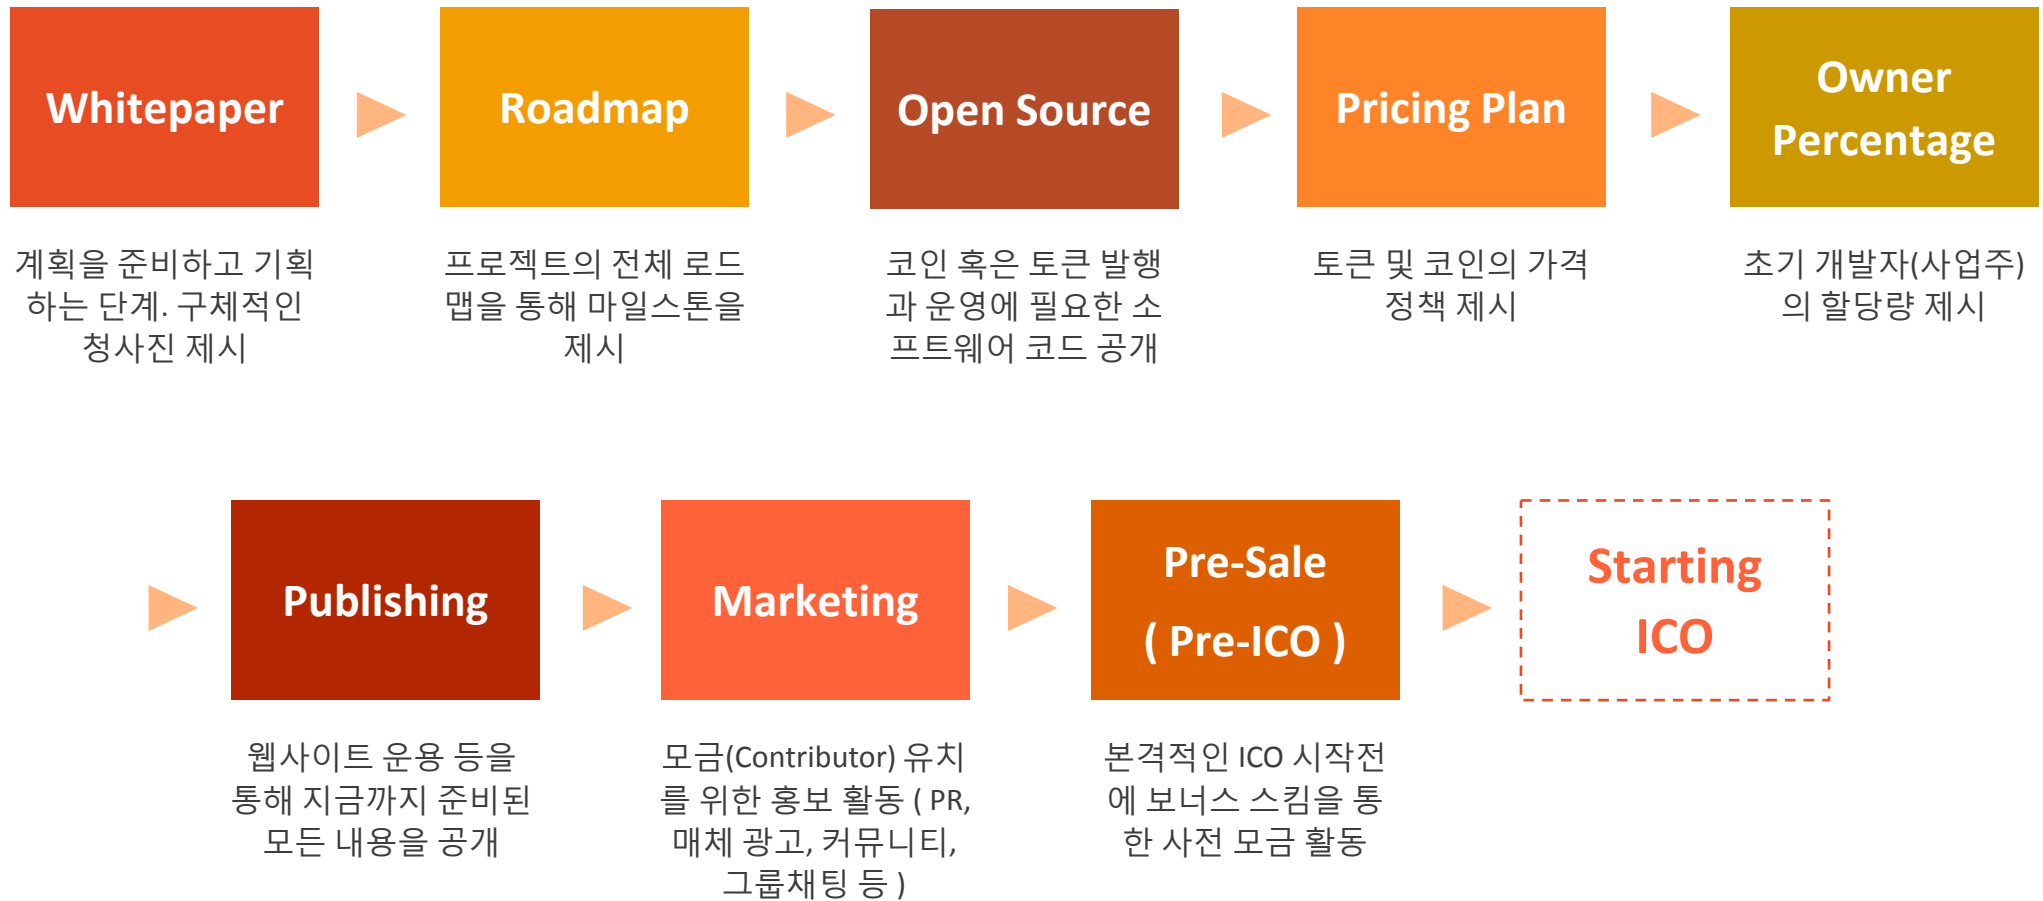 Whitepaper
Roadmap
Open Source
Pricing Plan
Owner
Percentage
계획을 준비하고 기획
하는 단계. 구체적인
청사진 제시
프로젝트의 전체 로드
맵을 통해 마일스톤을
제시
코인 혹은 토큰 발행
과 운영에 필요한 소
프트웨어 코드 공개
토큰 및 코인의 가격
정책 제시
초기 개발자(사업주)
의 할당량 제시
Publishing
Marketing
Pre-Sale
( Pre-ICO )
Starting
ICO
웹사이트 운용 등을
통해 지금까지 준비된
모든 내용을 공개
모금(Contributor) 유치
를 위한 홍보 활동 ( PR,
매체 광고, 커뮤니티,
그룹채팅 등 )
본격적인 ICO 시작전
에 보너스 스킴을 통
한 사전 모금 활동